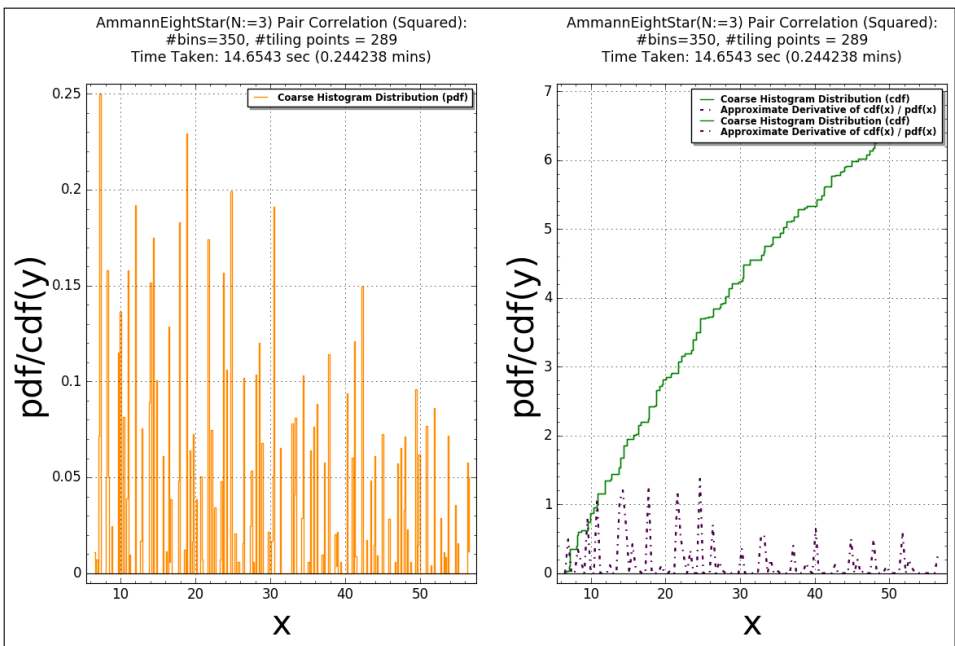 AmmannEightStar(N:=3) Pair Correlation (Squared):
#bins=350, #tiling points = 289
Time Taken: 14.6543 sec (0.244238 mins)
Coarse Histogram Distribution (pdf)
0.25
0.2
0.15
0.1
0.05
0
pdf/cdf(y)
10 20 30 40 50
x
AmmannEightStar(N:=3) Pair Correlation (Squared):
#bins=350, #tiling points = 289
Time Taken: 14.6543 sec (0.244238 mins)
Coarse Histogram Distribution (cdf)
Approximate Derivative of cdf(x) / pdf(x)
Coarse Histogram Distribution (cdf)
Approximate Derivative of cdf(x) / pdf(x)
7
6
5
4
3
2
1
0
pdf/cdf(y)
10 20 30 40 50
x